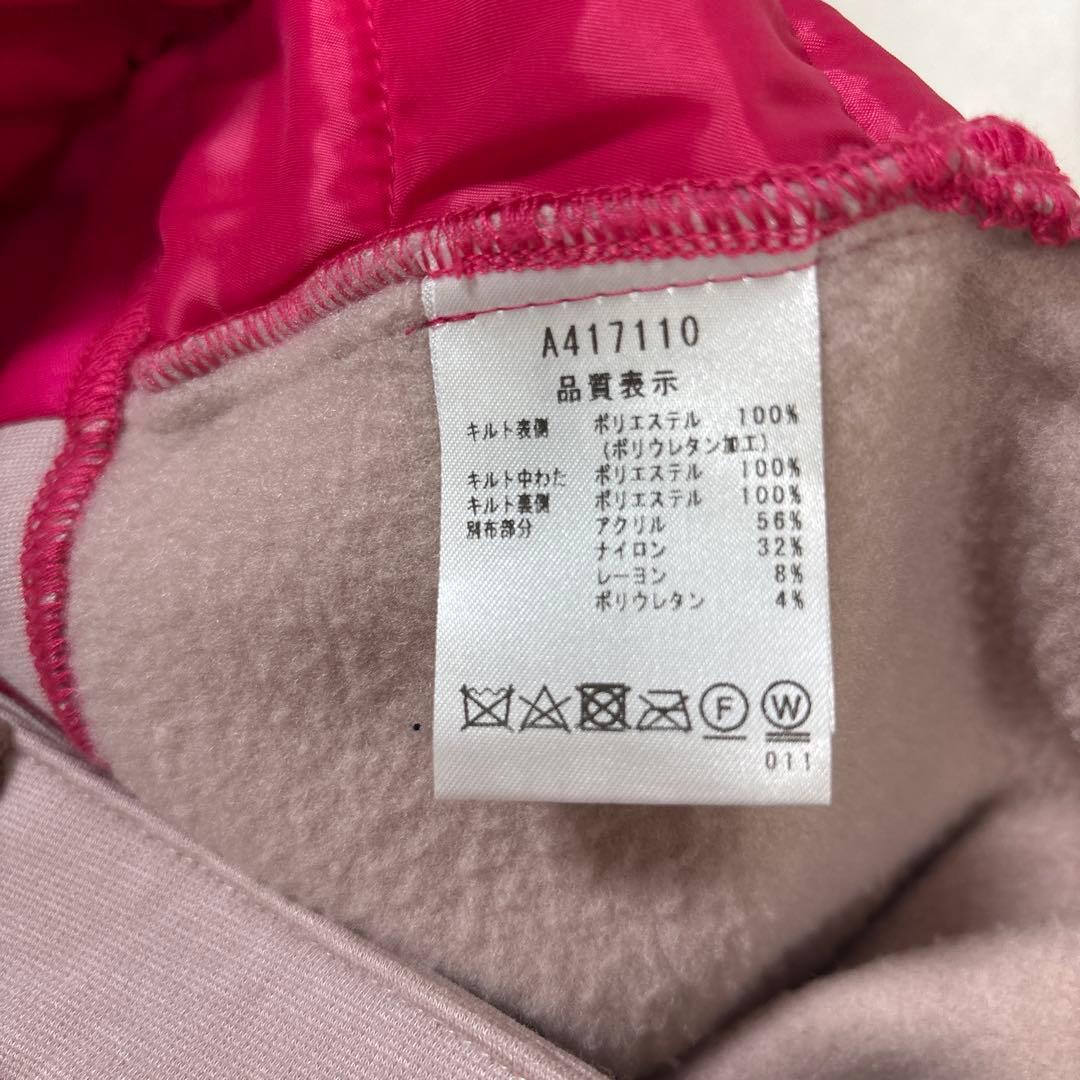 A417110
品質表示
キルト表側 ポリエステル 100%
(ポリウレタン加工)
キルト中わた ポリエステル 100%
キルト裏側 ポリエステル 100%
別布部分 アクリル 56%
ナイロン 32%
レーヨン 8%
ポリウレタン 4%
F W
011